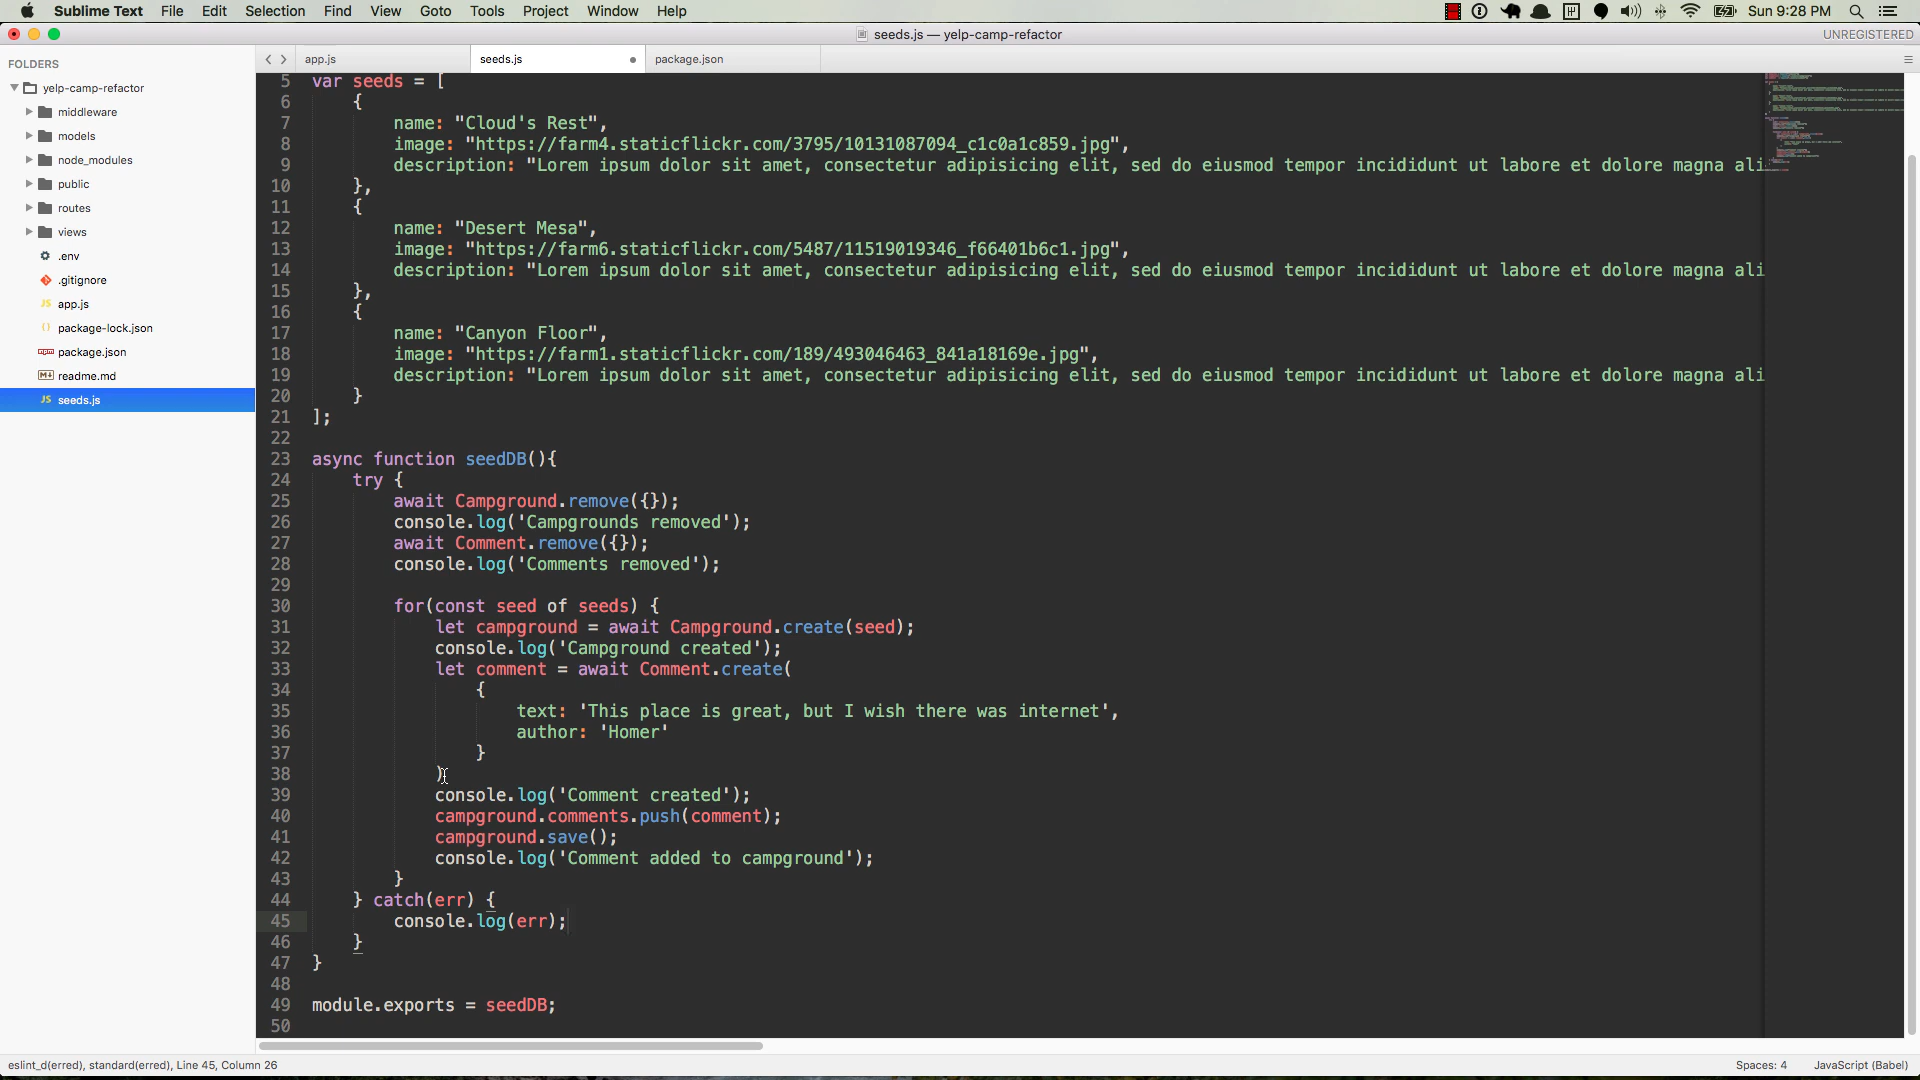 Sublime Text File Edit Selection Find View Goto Tools Project Window Help Sun 9:28 PM
seeds.js — yelp-camp-refactor UNREGISTERED
FOLDERS
yelp-camp-refactor
middleware
models
node_modules
public
routes
views
.env
.gitignore
JS app.js
package-lock.json
package.json
readme.md
JS seeds.js
app.js seeds.js package.json
5 var seeds = [
6 {
7 name: "Cloud's Rest",
8 image: "https://farm4.staticflickr.com/3795/10131087094_c1c0a1c859.jpg",
9 description: "Lorem ipsum dolor sit amet, consectetur adipisicing elit, sed do eiusmod tempor incididunt ut labore et dolore magna ali
10 },
11 {
12 name: "Desert Mesa",
13 image: "https://farm6.staticflickr.com/5487/11519019346_f66401b6c1.jpg",
14 description: "Lorem ipsum dolor sit amet, consectetur adipisicing elit, sed do eiusmod tempor incididunt ut labore et dolore magna ali
15 },
16 {
17 name: "Canyon Floor",
18 image: "https://farm1.staticflickr.com/189/493046463_841a18169e.jpg",
19 description: "Lorem ipsum dolor sit amet, consectetur adipisicing elit, sed do eiusmod tempor incididunt ut labore et dolore magna ali
20 }
21 ];
22
23 async function seedDB(){
24 try {
25 await Campground.remove({});
26 console.log('Campgrounds removed');
27 await Comment.remove({});
28 console.log('Comments removed');
29
30 for(const seed of seeds) {
31 let campground = await Campground.create(seed);
32 console.log('Campground created');
33 let comment = await Comment.create(
34 {
35 text: 'This place is great, but I wish there was internet',
36 author: 'Homer'
37 }
38 )
39 console.log('Comment created');
40 campground.comments.push(comment);
41 campground.save();
42 console.log('Comment added to campground');
43 }
44 } catch(err) {
45 console.log(err);
46 }
47 }
48
49 module.exports = seedDB;
50
eslint_d(erred), standard(erred), Line 45, Column 26 Spaces: 4 JavaScript (Babel)